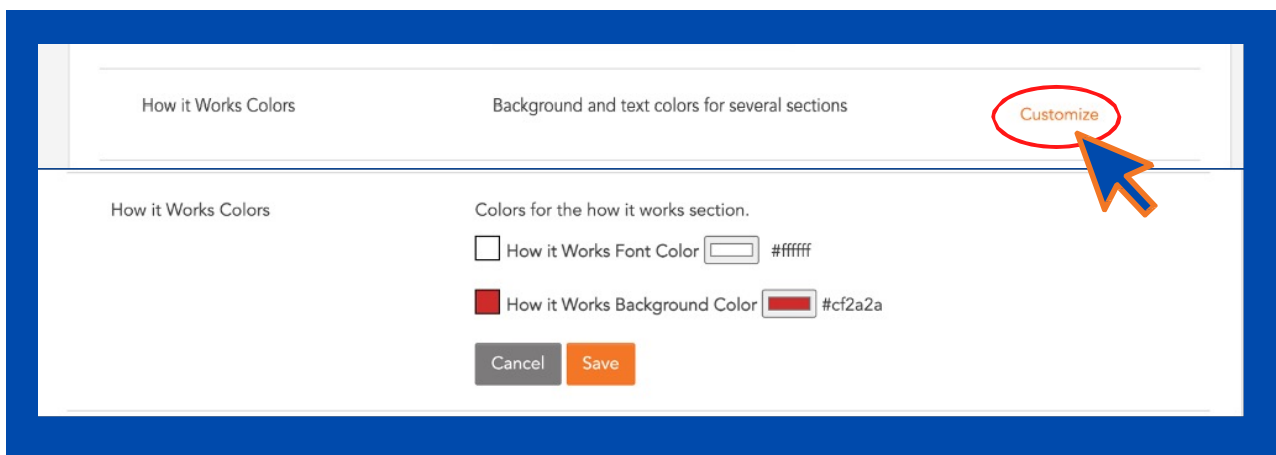 How it Works Colors Background and text colors for several sections Customize
How it Works Colors Colors for the how it works section.
How it Works Font Color #ffffff
How it Works Background Color #cf2a2a
Cancel Save